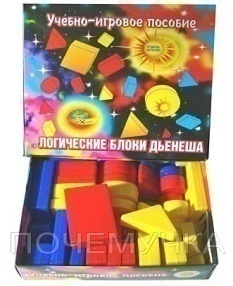 Учебно-игровое пособие
ЛОГИЧЕСКИЕ БЛОКИ ДЬЕНЕША
ПОЧЕМУЧКА
Учебно-игровое пособие